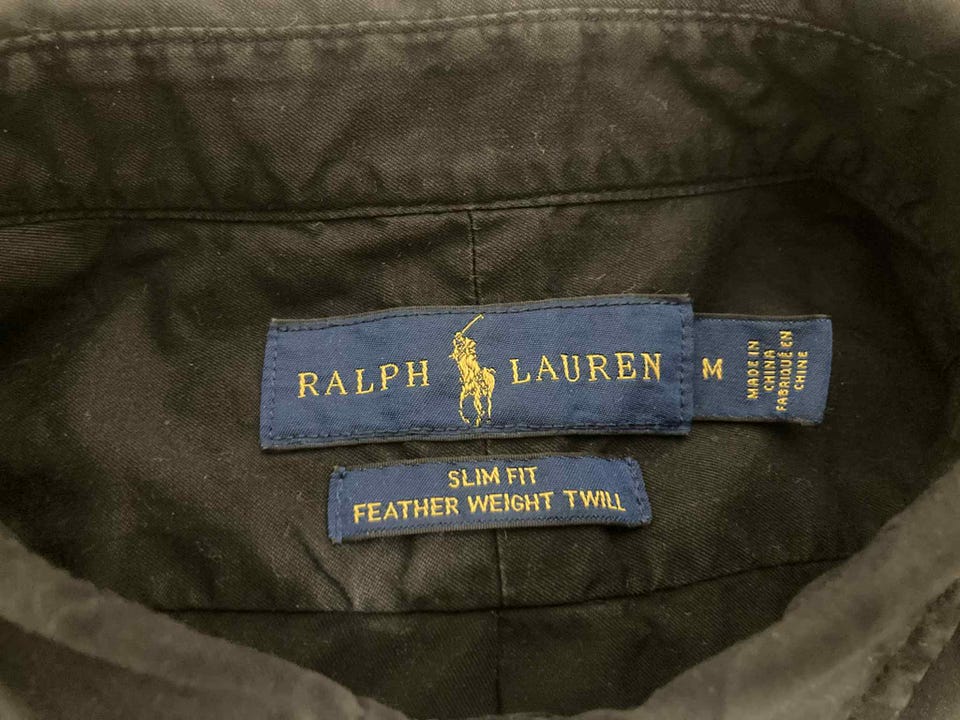 RALPH LAUREN
M
MADE IN
CHINA
FABRIQUÉ EN
CHINE
SLIM FIT
FEATHER WEIGHT TWILL